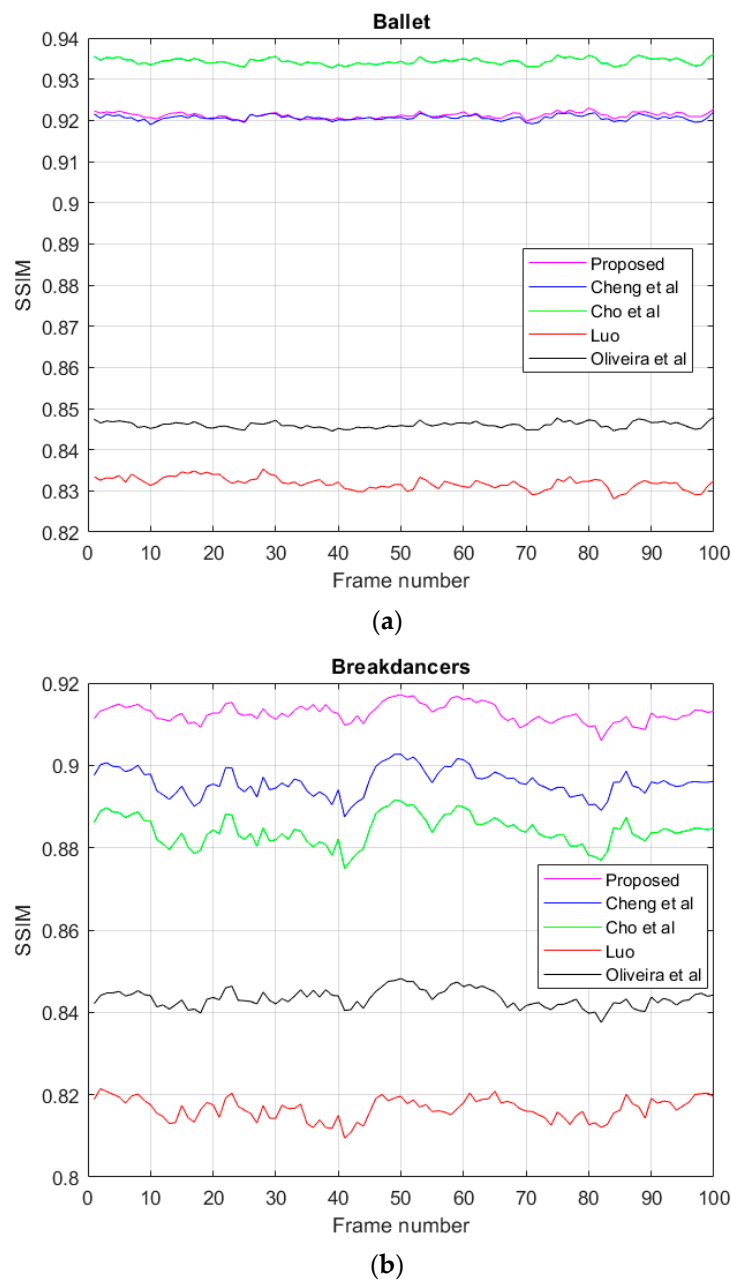 Ballet
0.94
0.93
0.92
0.91
0.9
0.89
0.88
0.87
0.86
0.85
0.84
0.83
0.82
SSIM
Proposed
Cheng et al
Cho et al
Luo
Oliveira et al
0 10 20 30 40 50 60 70 80 90 100
Frame number
(a)
Breakdancers
0.92
0.9
0.88
0.86
0.84
0.82
0.8
SSIM
Proposed
Cheng et al
Cho et al
Luo
Oliveira et al
0 10 20 30 40 50 60 70 80 90 100
Frame number
(b)